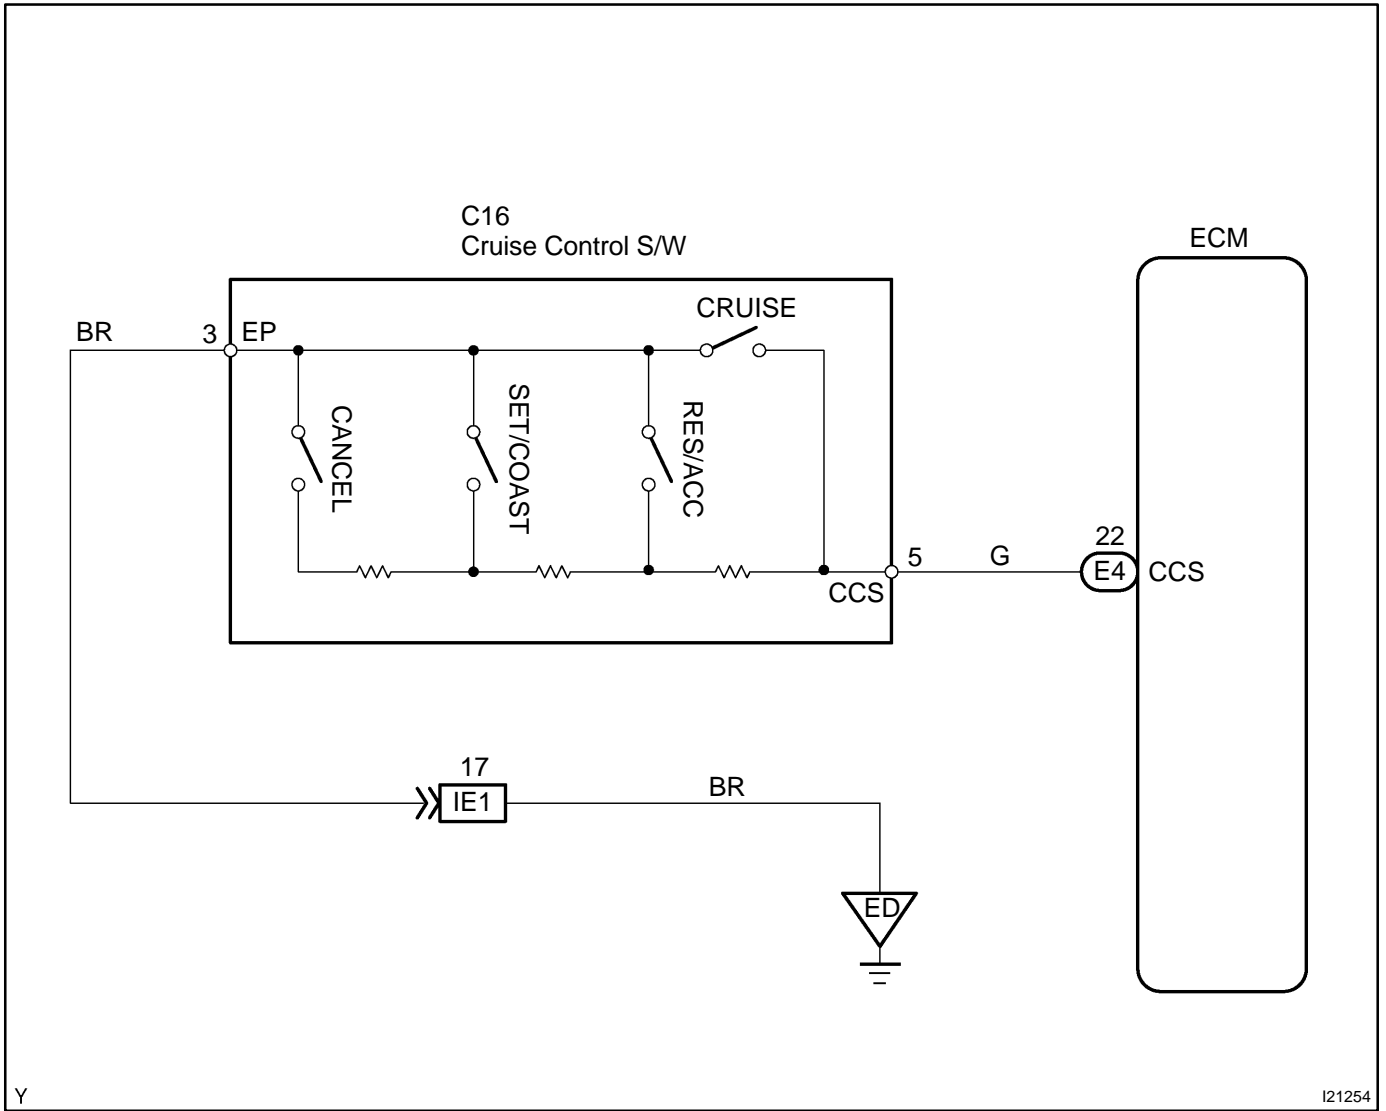 C16
Cruise Control S/W
ECM
CRUISE
BR
3
EP
CANCEL
SET/COAST
RES/ACC
5
G
22
E4
CCS
CCS
17
IE1
BR
ED
Y
I21254